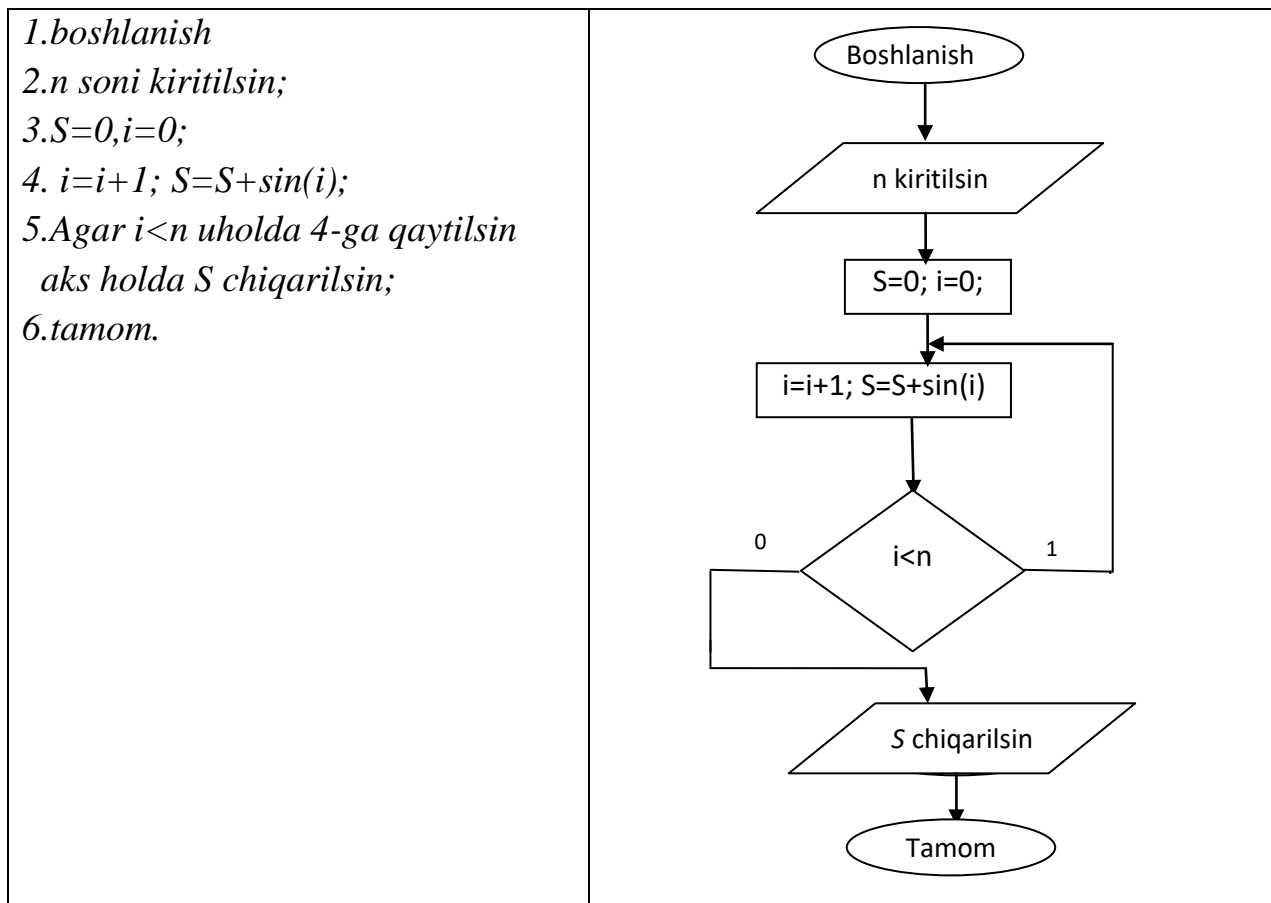 1.boshlanish
2.n soni kiritilsin;
3.S=0,i=0;
4. i=i+1; S=S+sin(i);
5.Agar i<n uholda 4-ga qaytilsin
aks holda S chiqarilsin;
6.tamom.
Boshlanish
n kiritilsin
S=0; i=0;
i=i+1; S=S+sin(i)
0
i<n
1
S chiqarilsin
Tamom